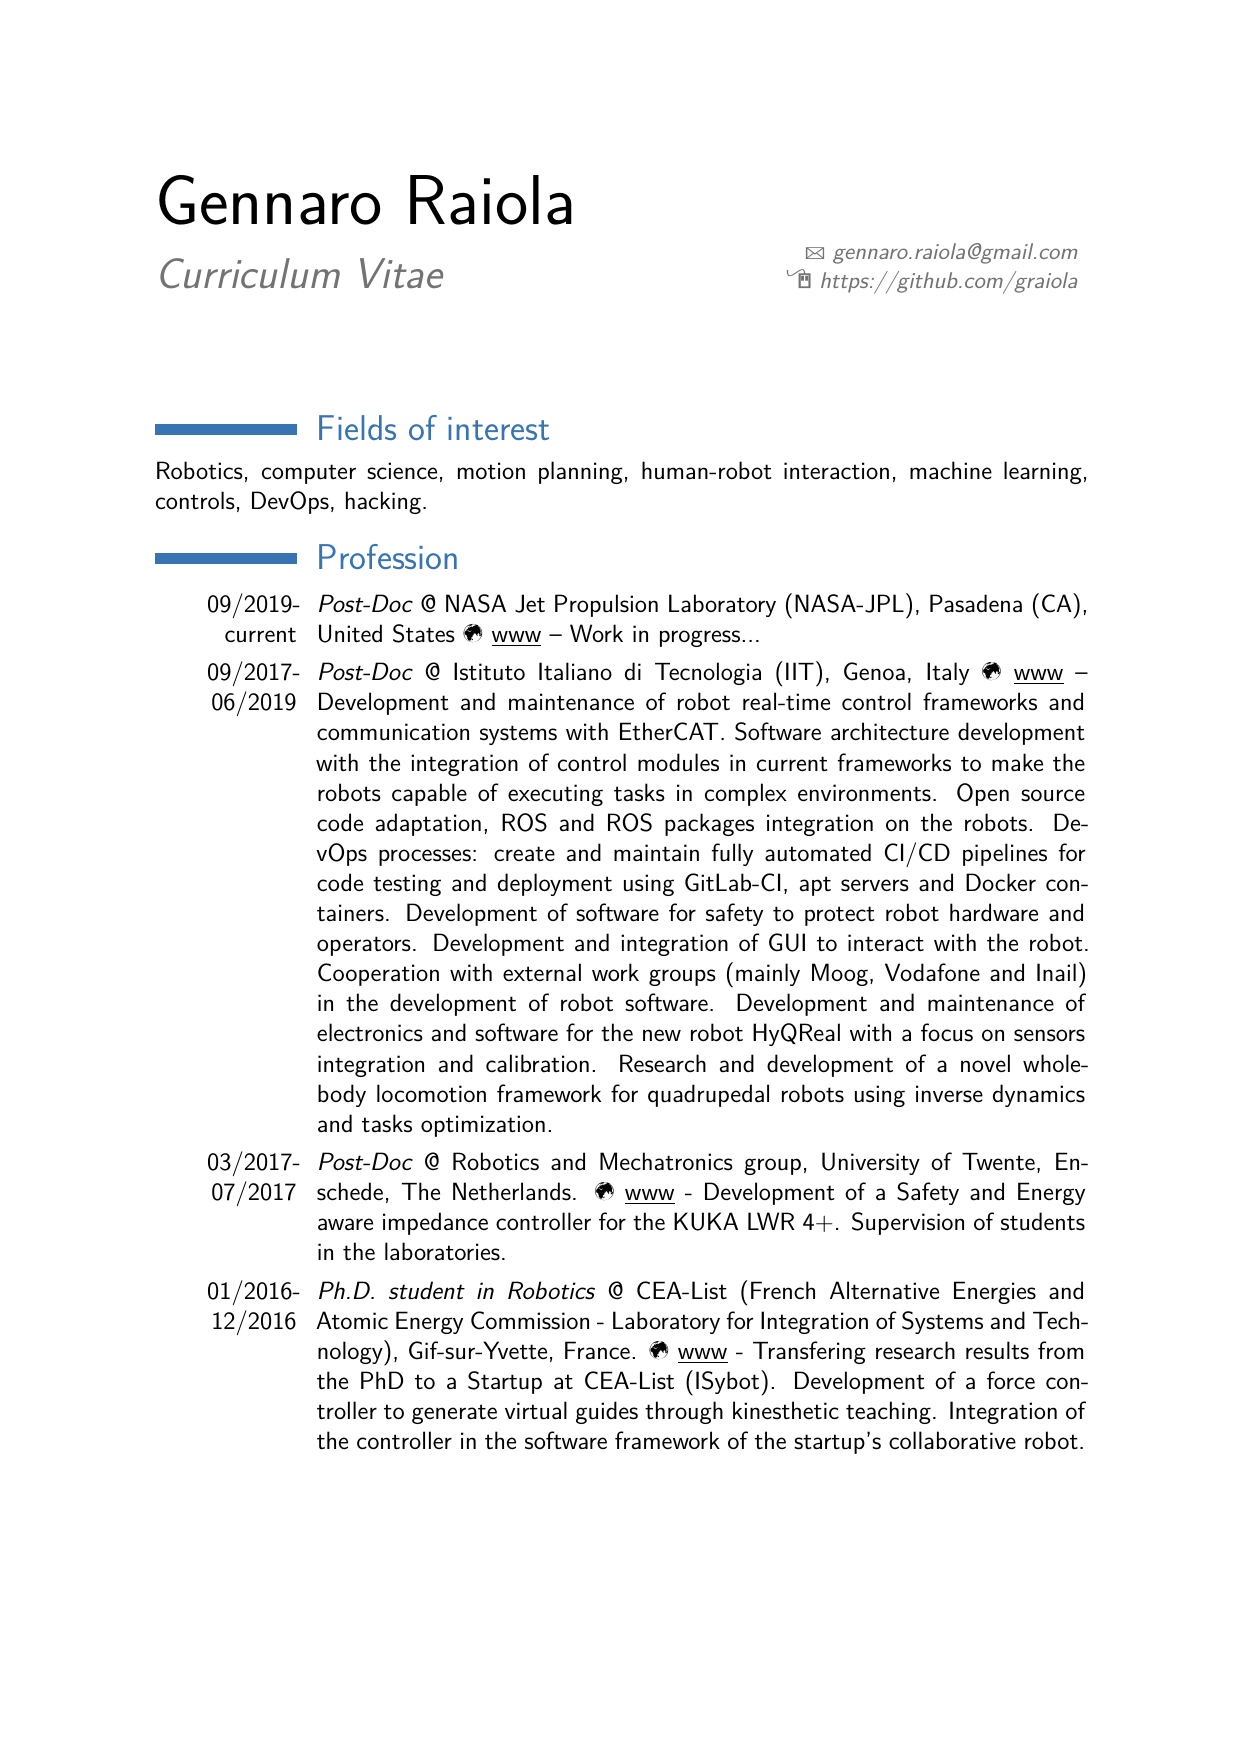 Gennaro Raiola
Curriculum Vitae
gennaro.raiola@gmail.com
https://github.com/graiola
Fields of interest
Robotics, computer science, motion planning, human-robot interaction, machine learning,
controls, DevOps, hacking.
Profession
09/2019-
current
Post-Doc @ NASA Jet Propulsion Laboratory (NASA-JPL), Pasadena (CA),
United States www – Work in progress...
09/2017-
06/2019
Post-Doc @ Istituto Italiano di Tecnologia (IIT), Genoa, Italy www –
Development and maintenance of robot real-time control frameworks and
communication systems with EtherCAT. Software architecture development
with the integration of control modules in current frameworks to make the
robots capable of executing tasks in complex environments. Open source
code adaptation, ROS and ROS packages integration on the robots. De-
vOps processes: create and maintain fully automated CI/CD pipelines for
code testing and deployment using GitLab-CI, apt servers and Docker con-
tainers. Development of software for safety to protect robot hardware and
operators. Development and integration of GUI to interact with the robot.
Cooperation with external work groups (mainly Moog, Vodafone and Inail)
in the development of robot software. Development and maintenance of
electronics and software for the new robot HyQReal with a focus on sensors
integration and calibration. Research and development of a novel whole-
body locomotion framework for quadrupedal robots using inverse dynamics
and tasks optimization.
03/2017-
07/2017
Post-Doc @ Robotics and Mechatronics group, University of Twente, En-
schede, The Netherlands. www - Development of a Safety and Energy
aware impedance controller for the KUKA LWR 4+. Supervision of students
in the laboratories.
01/2016-
12/2016
Ph.D. student in Robotics @ CEA-List (French Alternative Energies and
Atomic Energy Commission - Laboratory for Integration of Systems and Tech-
nology), Gif-sur-Yvette, France. www - Transfering research results from
the PhD to a Startup at CEA-List (ISybot). Development of a force con-
troller to generate virtual guides through kinesthetic teaching. Integration of
the controller in the software framework of the startup's collaborative robot.